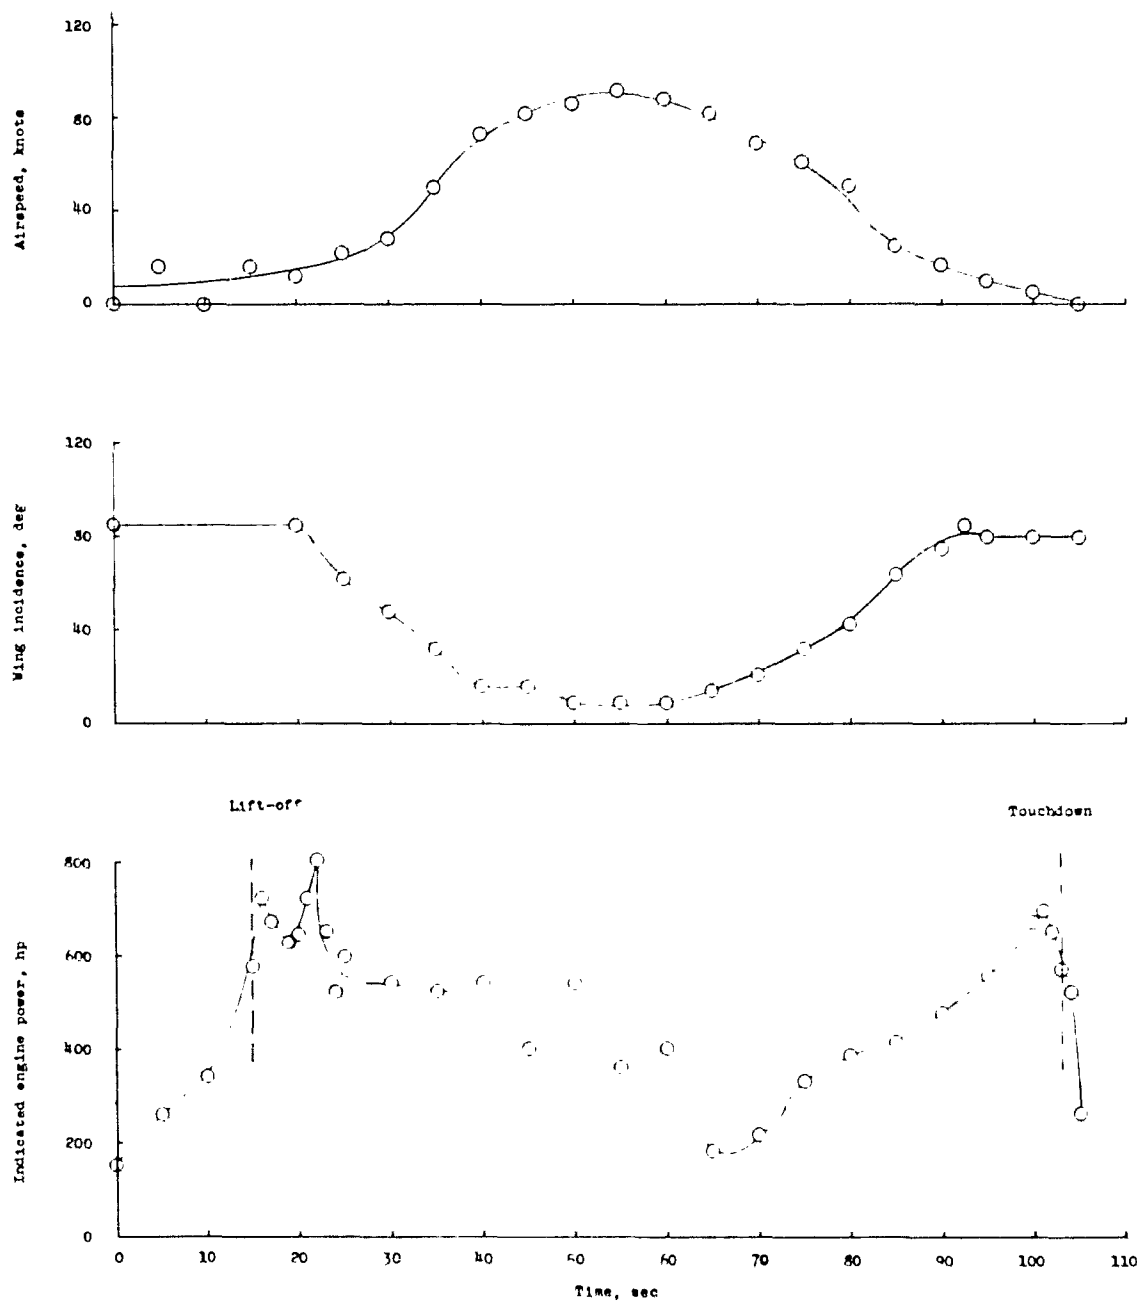 120
80
40
0
Airspeed, knots
120
80
40
0
Wing incidence, deg
Lift-off
Touchdown
800
600
400
200
0
Indicated engine power, hp
0 10 20 30 40 50 60 70 80 90 100 110
Time, sec